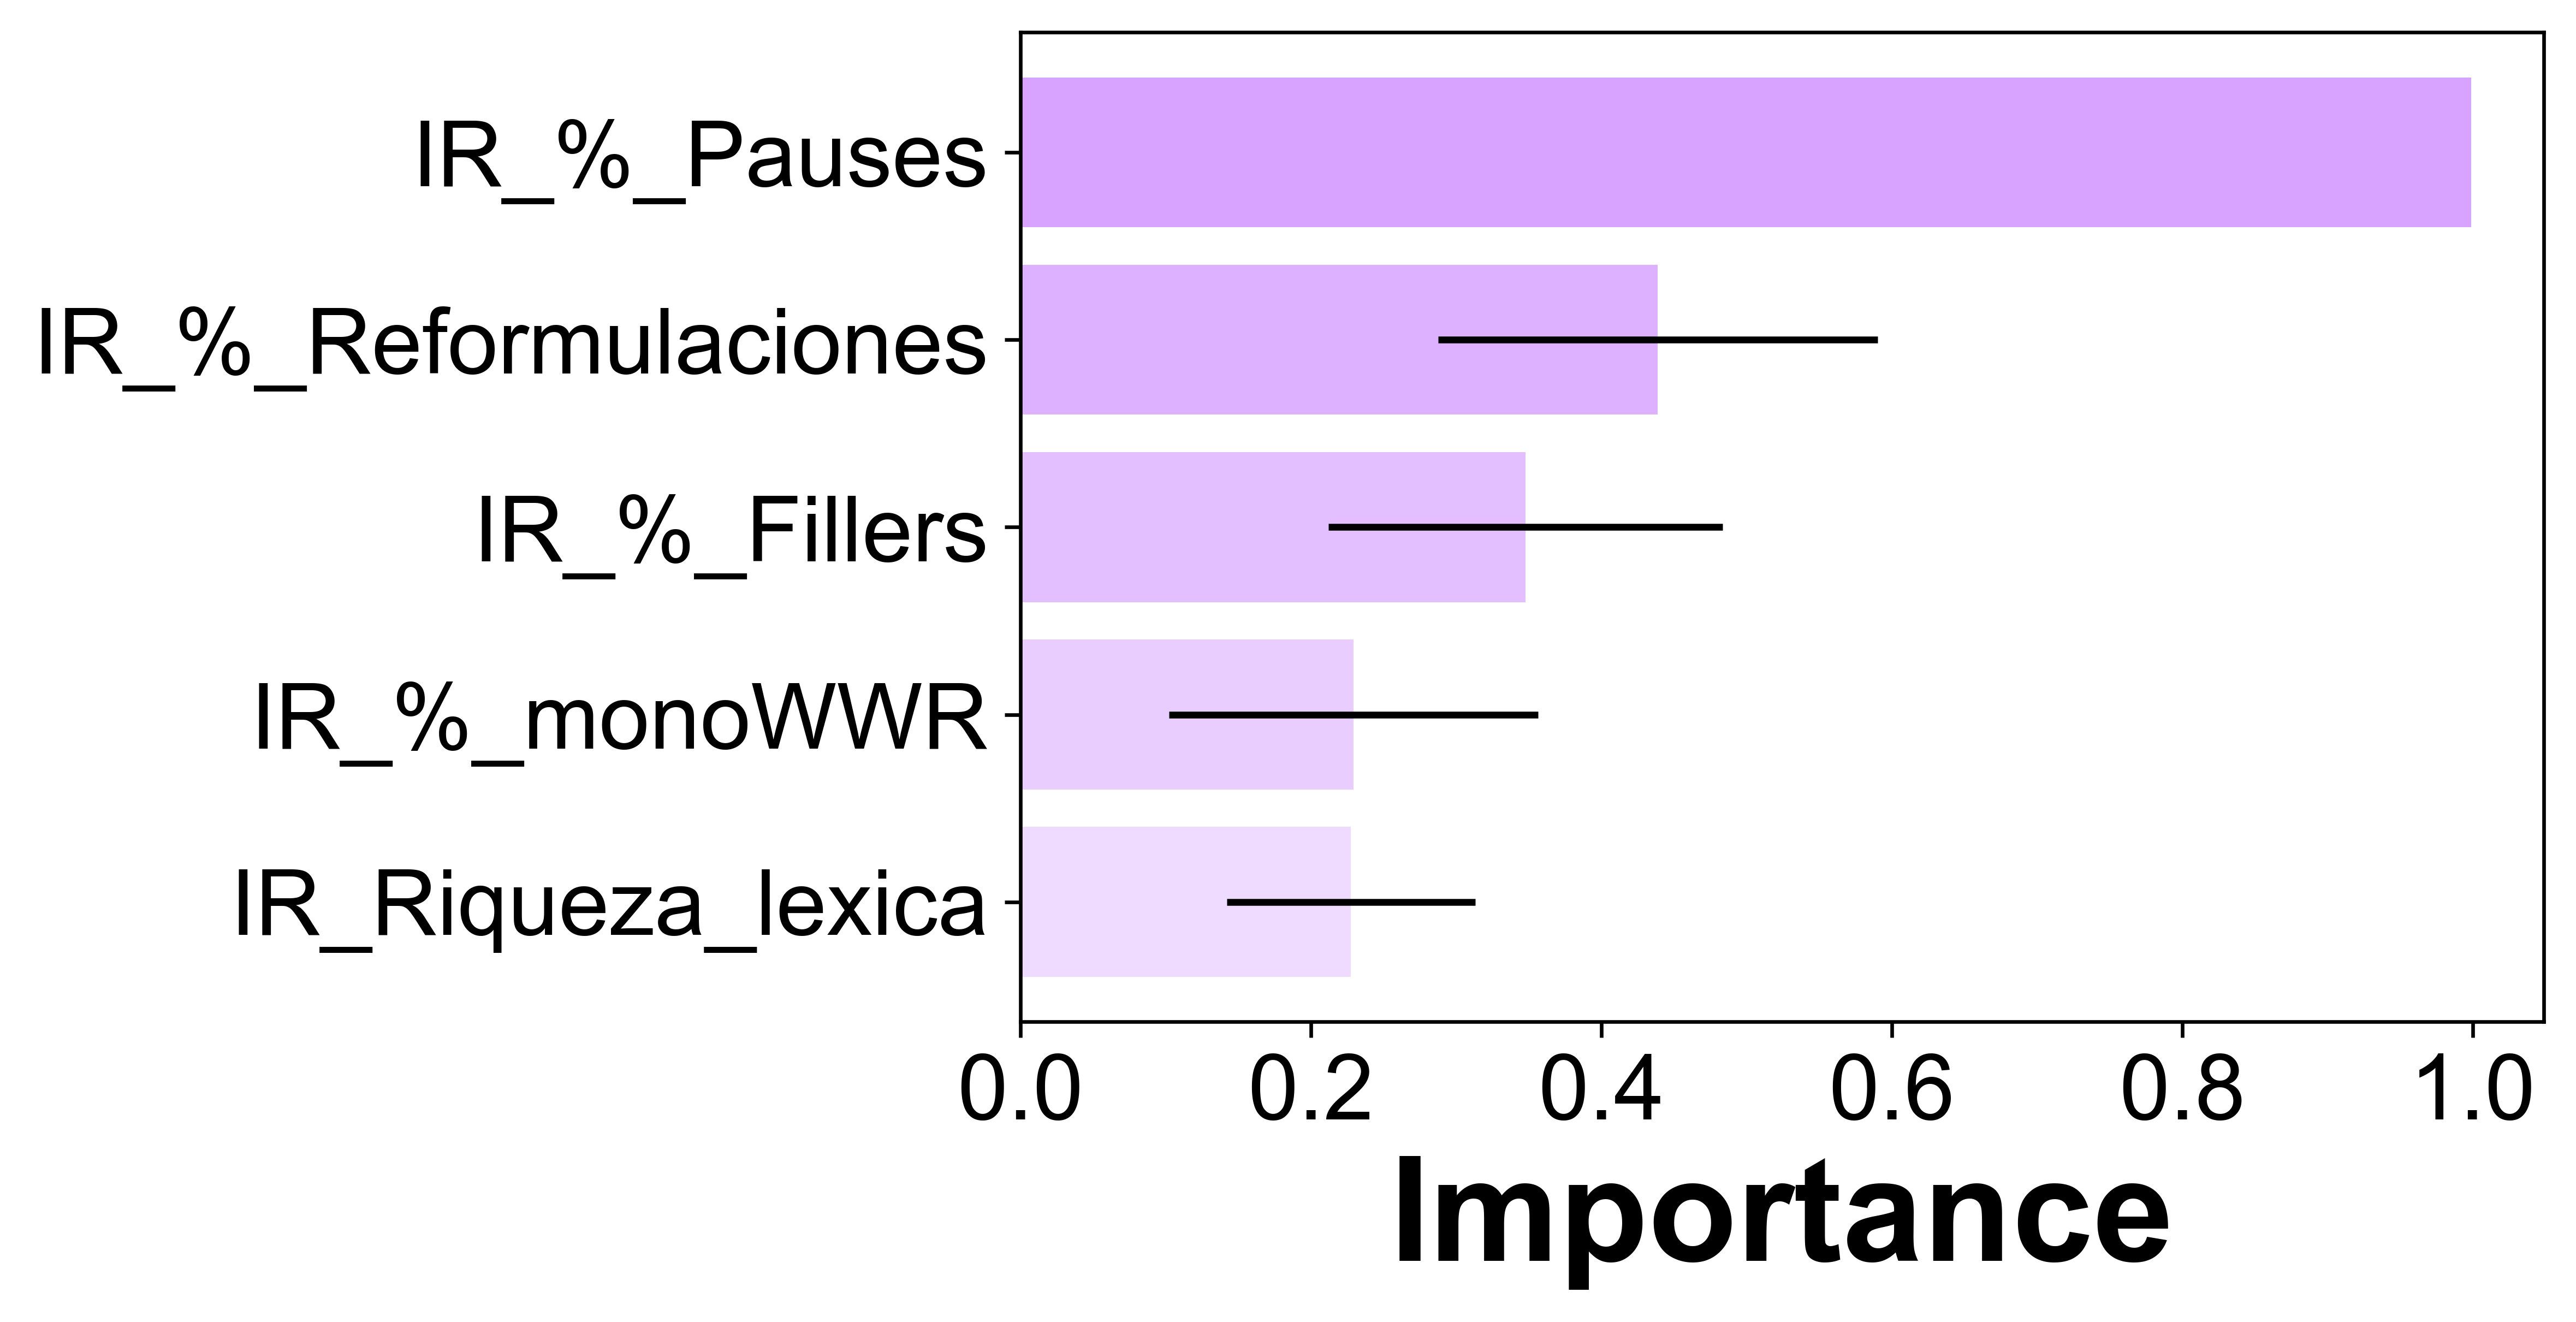 IR_%_Pauses
IR_%_Reformulaciones
IR_%_Fillers
IR_%_monoWWR
IR_Riqueza_lexica
0.0 0.2 0.4 0.6 0.8 1.0
Importance